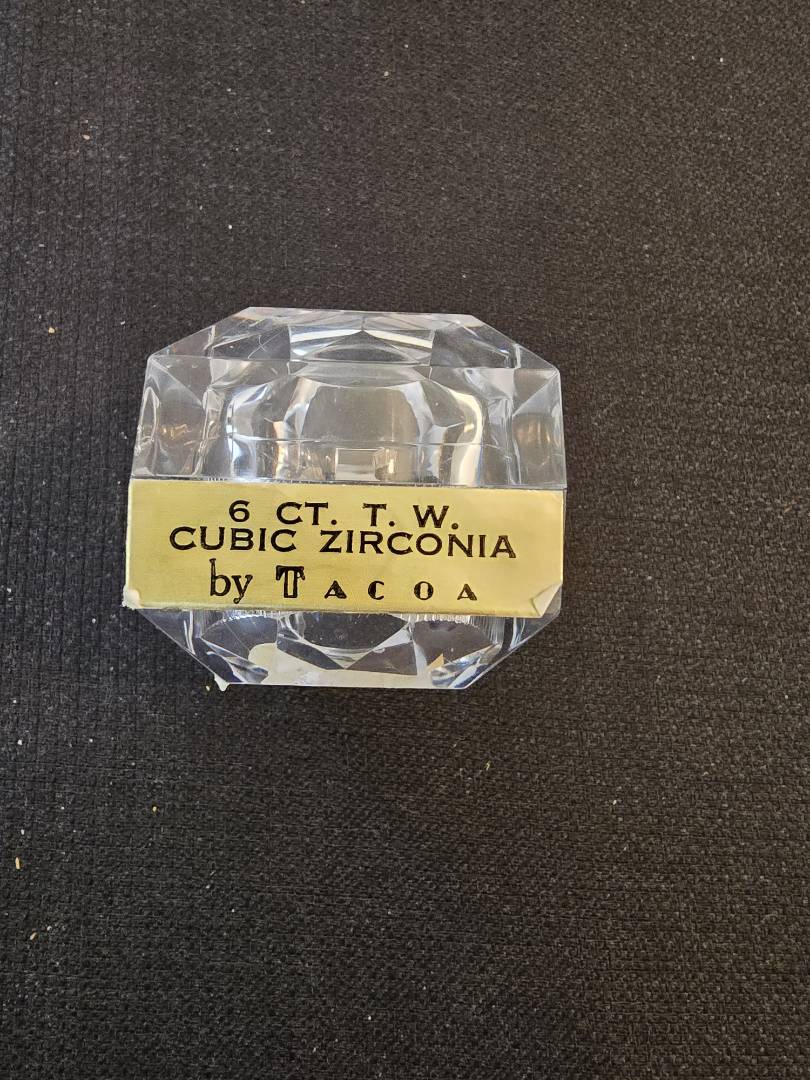 6 CT. T. W.
CUBIC ZIRCONIA
by TACOA